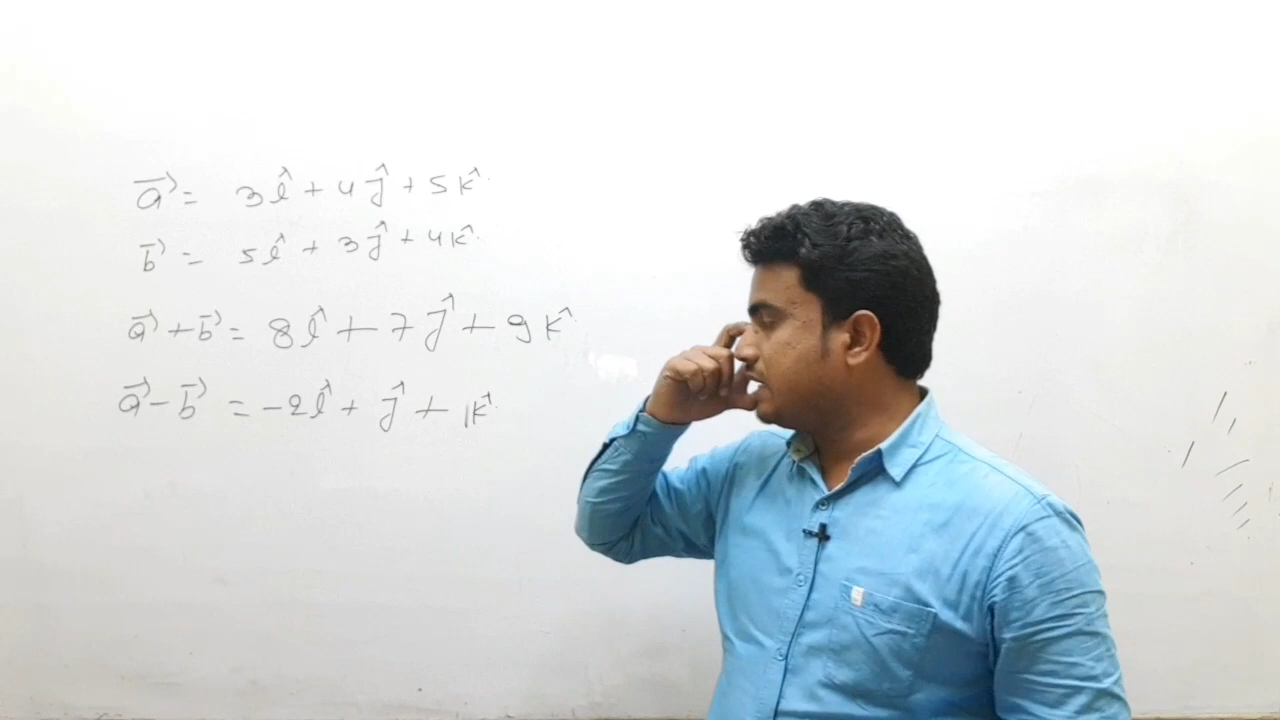 a⃗ = 3î + 4ĵ + 5k̂
b⃗ = 5î + 3ĵ + 4k̂
a⃗ + b⃗ = 8î + 7ĵ + 9k̂
a⃗ - b⃗ = -2î + ĵ + 1k̂